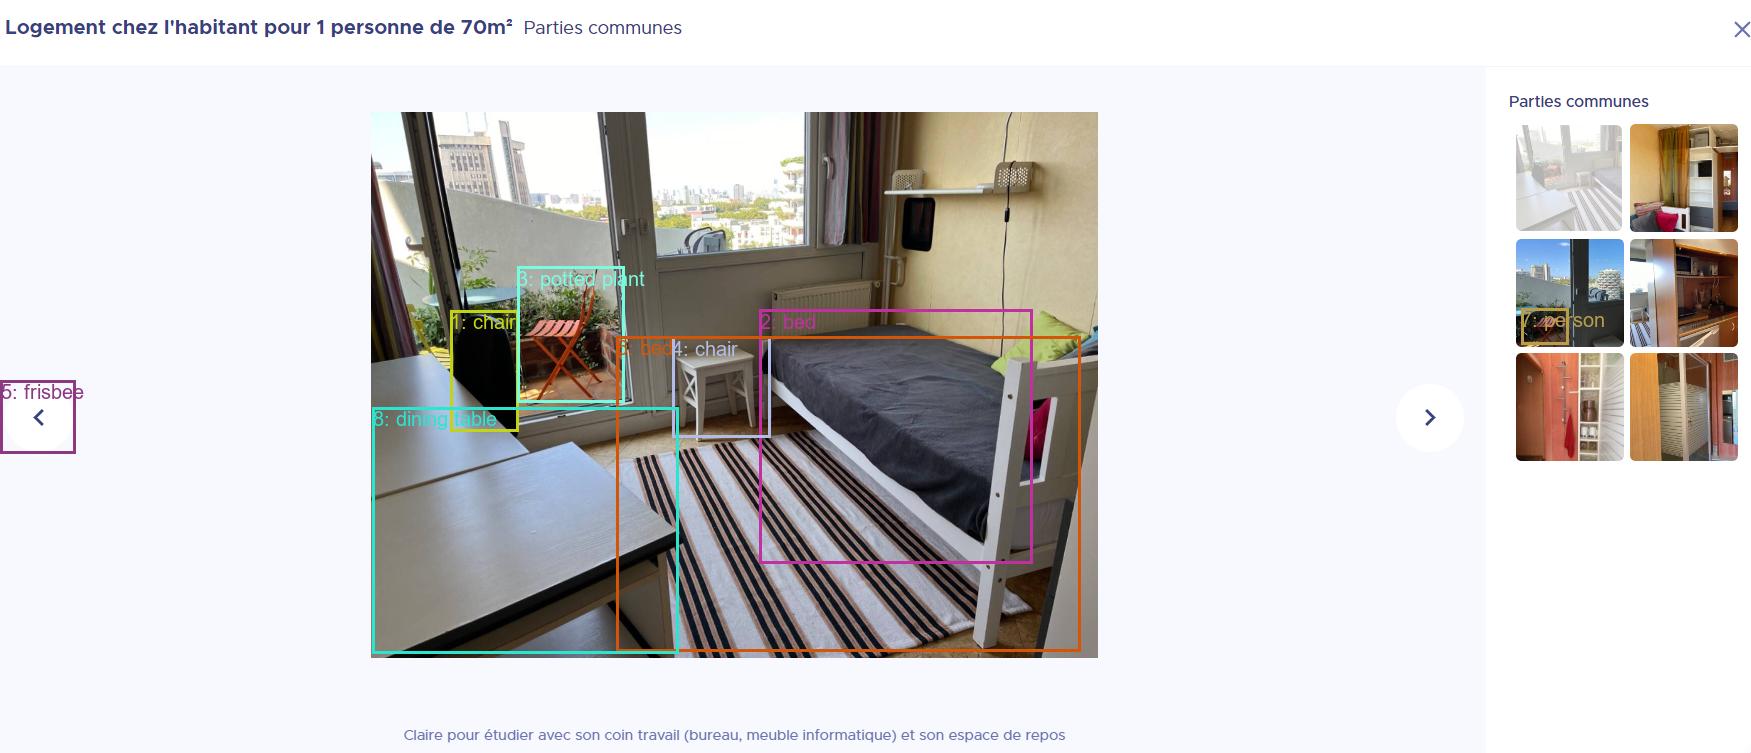 Logement chez l'habitant pour 1 personne de 70m² Parties communes
Parties communes
3: potted plant
1: chair
2: bed
7: person
6: bed
4: chair
5: frisbee
8: dining table
Claire pour étudier avec son coin travail (bureau, meuble informatique) et son espace de repos